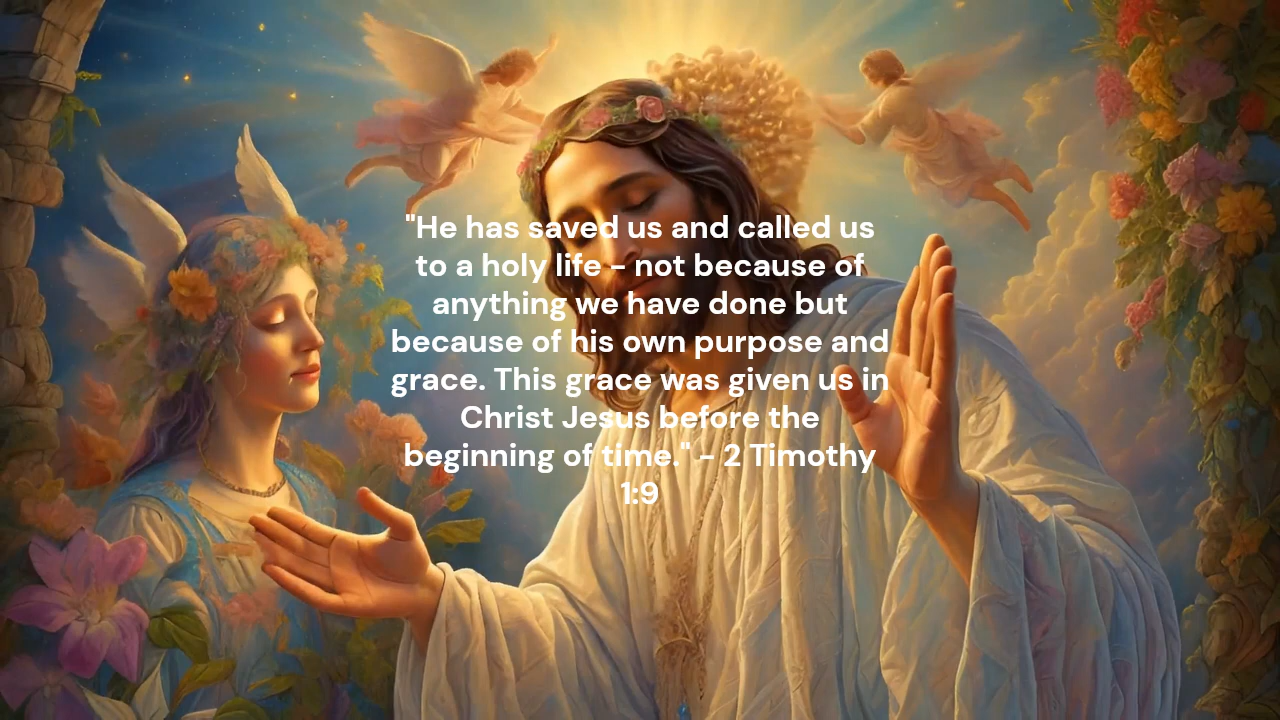 "He has saved us and called us
to a holy life – not because of
anything we have done but
because of his own purpose and
grace. This grace was given us in
Christ Jesus before the
beginning of time." – 2 Timothy
1:9